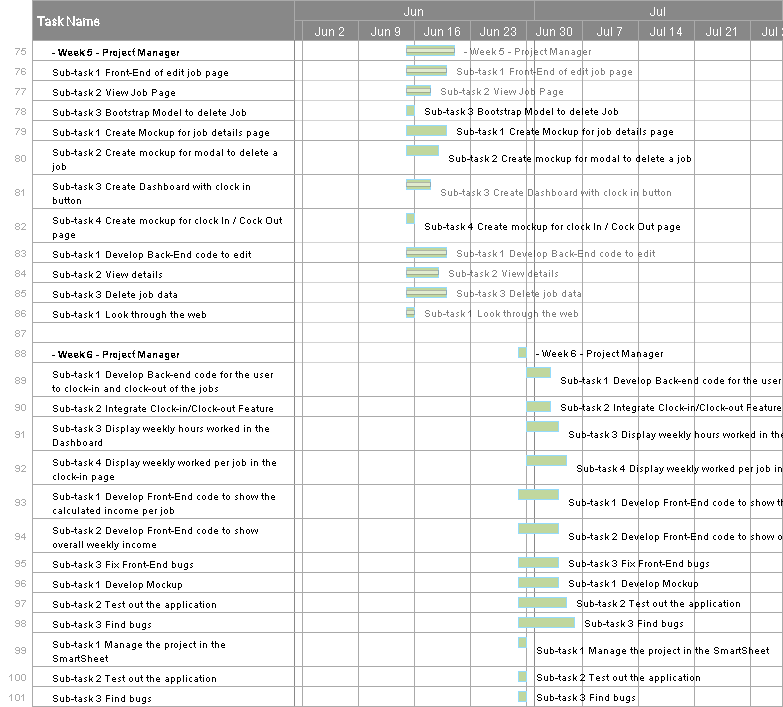 Task Name
Jun
Jul
Jun 2
Jun 9
Jun 16
Jun 23
Jun 30
Jul 7
Jul 14
Jul 21
75
- Week 5 - Project Manager
- Week 5 - Project Manager
76
Sub-task 1 Front-End of edit job page
Sub-task 1 Front-End of edit job page
77
Sub-task 2 View Job Page
Sub-task 2 View Job Page
78
Sub-task 3 Bootstrap Model to delete Job
Sub-task 3 Bootstrap Model to delete Job
79
Sub-task 1 Create Mockup for job details page
Sub-task 1 Create Mockup for job details page
80
Sub-task 2 Create mockup for modal to delete a
job
Sub-task 2 Create mockup for modal to delete a job
81
Sub-task 3 Create Dashboard with clock in
button
Sub-task 3 Create Dashboard with clock in button
82
Sub-task 4 Create mockup for clock In / Cock Out
page
Sub-task 4 Create mockup for clock In / Cock Out page
83
Sub-task 1 Develop Back-End code to edit
Sub-task 1 Develop Back-End code to edit
84
Sub-task 2 View details
Sub-task 2 View details
85
Sub-task 3 Delete job data
Sub-task 3 Delete job data
86
Sub-task 1 Look through the web
Sub-task 1 Look through the web
87
88
- Week 6 - Project Manager
- Week 6 - Project Manager
89
Sub-task 1 Develop Back-end code for the user
to clock-in and clock-out of the jobs
Sub-task 1 Develop Back-end code for the user
90
Sub-task 2 Integrate Clock-in/Clock-out Feature
Sub-task 2 Integrate Clock-in/Clock-out Feature
91
Sub-task 3 Display weekly hours worked in the
Dashboard
Sub-task 3 Display weekly hours worked in the
92
Sub-task 4 Display weekly worked per job in the
clock-in page
Sub-task 4 Display weekly worked per job in
93
Sub-task 1 Develop Front-End code to show the
calculated income per job
Sub-task 1 Develop Front-End code to show th
94
Sub-task 2 Develop Front-End code to show
overall weekly income
Sub-task 2 Develop Front-End code to show o
95
Sub-task 3 Fix Front-End bugs
Sub-task 3 Fix Front-End bugs
96
Sub-task 1 Develop Mockup
Sub-task 1 Develop Mockup
97
Sub-task 2 Test out the application
Sub-task 2 Test out the application
98
Sub-task 3 Find bugs
Sub-task 3 Find bugs
99
Sub-task 1 Manage the project in the
SmartSheet
Sub-task 1 Manage the project in the SmartSheet
100
Sub-task 2 Test out the application
Sub-task 2 Test out the application
101
Sub-task 3 Find bugs
Sub-task 3 Find bugs